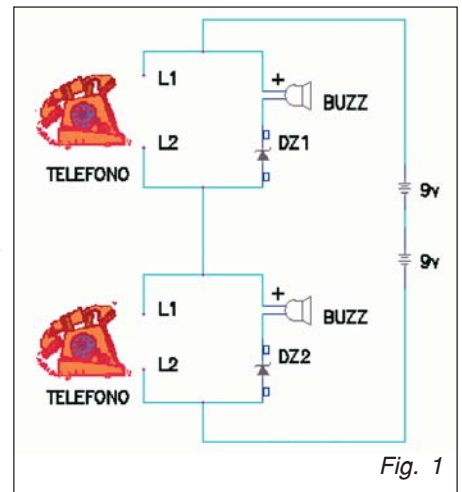 L1
+
BUZZ
L2
DZ1
TELEFONO
9v
9v
L1
+
BUZZ
L2
DZ2
TELEFONO
Fig. 1